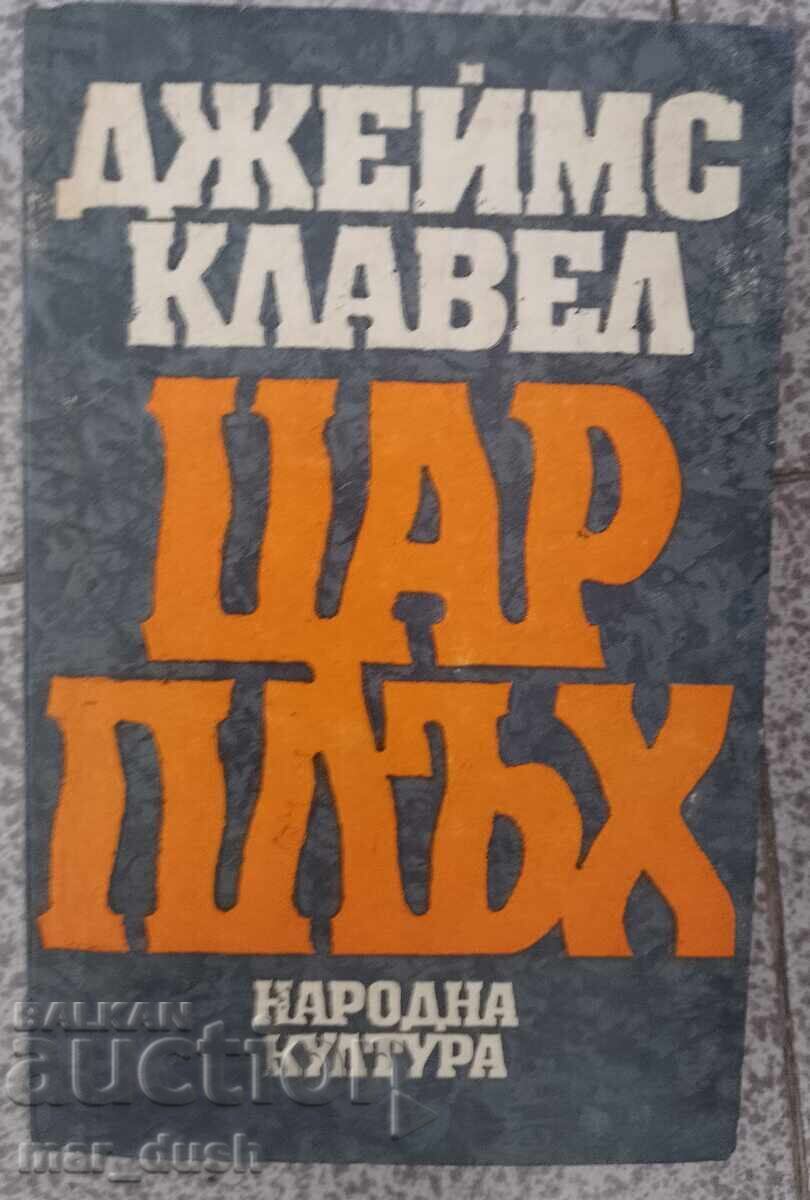 ДЖЕЙМС
КЛАВЕЛ
ЦАР
ПЛЪХ
НАРОДНА
КУЛТУРА
BALKAN
auction
mar_dush